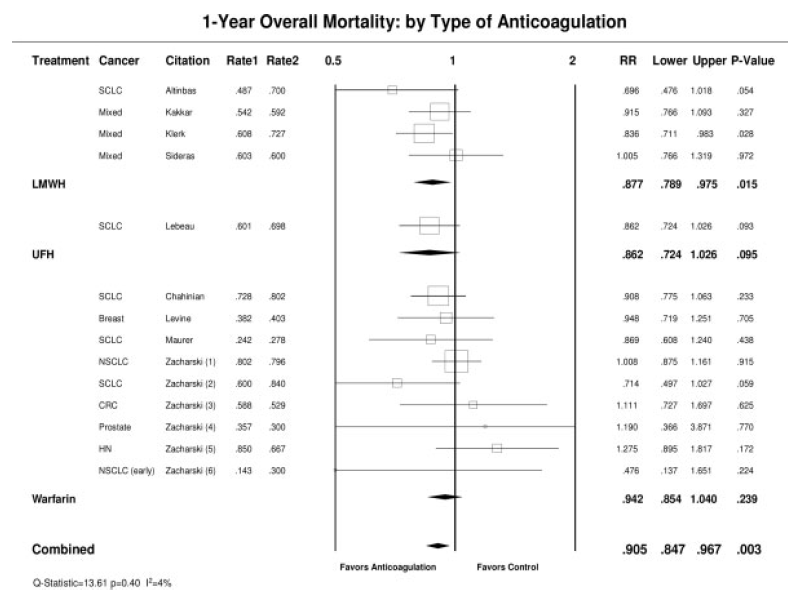 1-Year Overall Mortality: by Type of Anticoagulation
Treatment Cancer Citation Rate1 Rate2 0.5 1 2 RR Lower Upper P-Value
SCLC Altinbas .487 .700 .696 .476 1.018 .054
Mixed Kakkar .542 .592 .915 .766 1.093 .327
Mixed Klerk .608 .727 .836 .711 .983 .028
Mixed Sideras .603 .600 1.005 .766 1.319 .972
LMWH .877 .789 .975 .015
SCLC Lebeau .601 .698 .862 .724 1.026 .093
UFH .862 .724 1.026 .095
SCLC Chahinian .728 .802 .908 .775 1.063 .233
Breast Levine .382 .403 .948 .719 1.251 .705
SCLC Maurer .242 .278 .869 .608 1.240 .438
NSCLC Zacharski (1) .802 .796 1.008 .875 1.161 .915
SCLC Zacharski (2) .600 .840 .714 .497 1.027 .059
CRC Zacharski (3) .588 .529 1.111 .727 1.697 .625
Prostate Zacharski (4) .357 .300 1.190 .366 3.871 .770
HN Zacharski (5) .850 .667 1.275 .895 1.817 .172
NSCLC (early) Zacharski (6) .143 .300 .476 .137 1.651 .224
Warfarin .942 .854 1.040 .239
Combined .905 .847 .967 .003
Favors Anticoagulation Favors Control
Q-Statistic=13.61 p=0.40 I²=4%